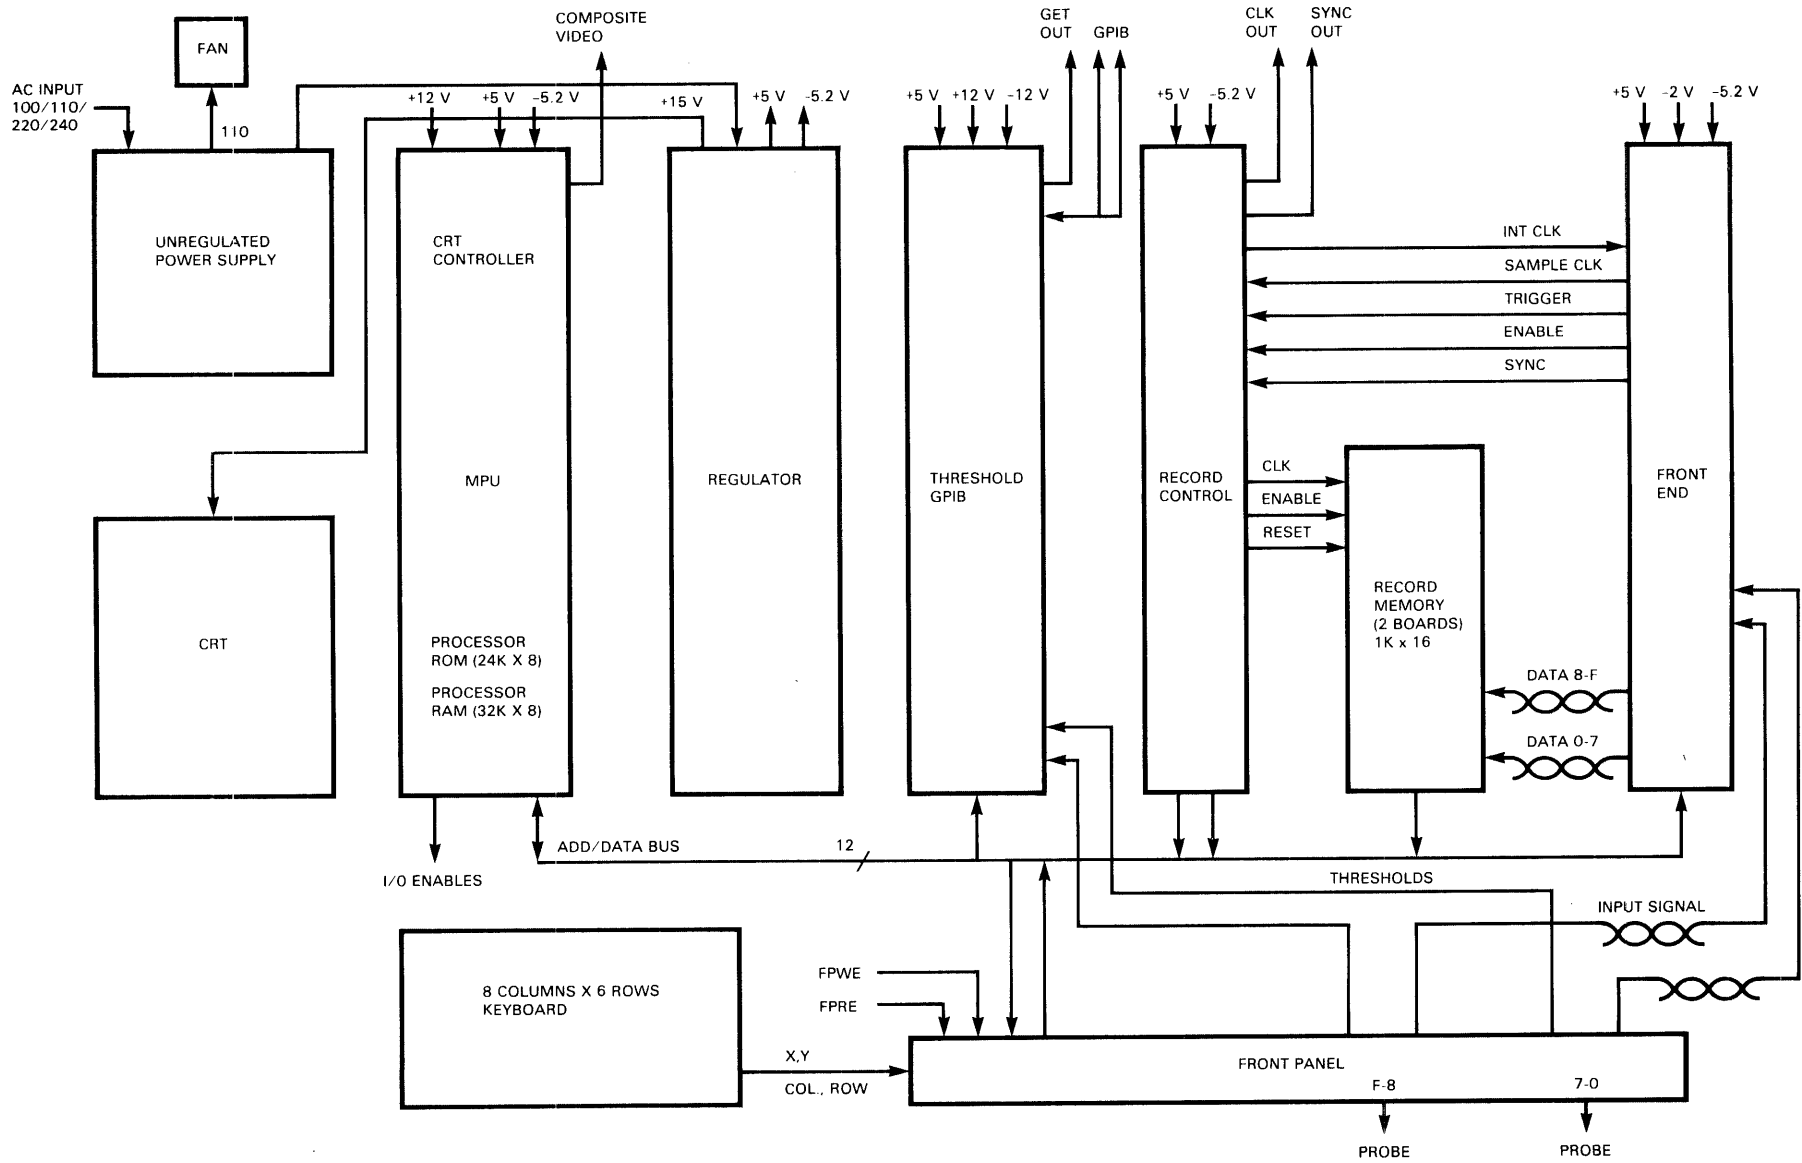 FAN
AC INPUT
100/110/
220/240
110
COMPOSITE
VIDEO
+12 V
+5 V
-5.2 V
+15 V
+5 V
-5.2 V
GET
OUT
GPIB
+5 V
+12 V
-12 V
CLK
OUT
SYNC
OUT
+5 V
-5.2 V
+5 V
-2 V
-5.2 V
UNREGULATED
POWER SUPPLY
CRT
CONTROLLER
MPU
PROCESSOR
ROM (24K X 8)
PROCESSOR
RAM (32K X 8)
REGULATOR
THRESHOLD
GPIB
RECORD
CONTROL
INT CLK
SAMPLE CLK
TRIGGER
ENABLE
SYNC
CLK
ENABLE
RESET
RECORD
MEMORY
(2 BOARDS)
1K x 16
FRONT
END
DATA 8-F
DATA 0-7
CRT
I/O ENABLES
ADD/DATA BUS
12
THRESHOLDS
INPUT SIGNAL
8 COLUMNS X 6 ROWS
KEYBOARD
FPWE
FPRE
X,Y
COL., ROW
FRONT PANEL
F-8
7-0
PROBE
PROBE